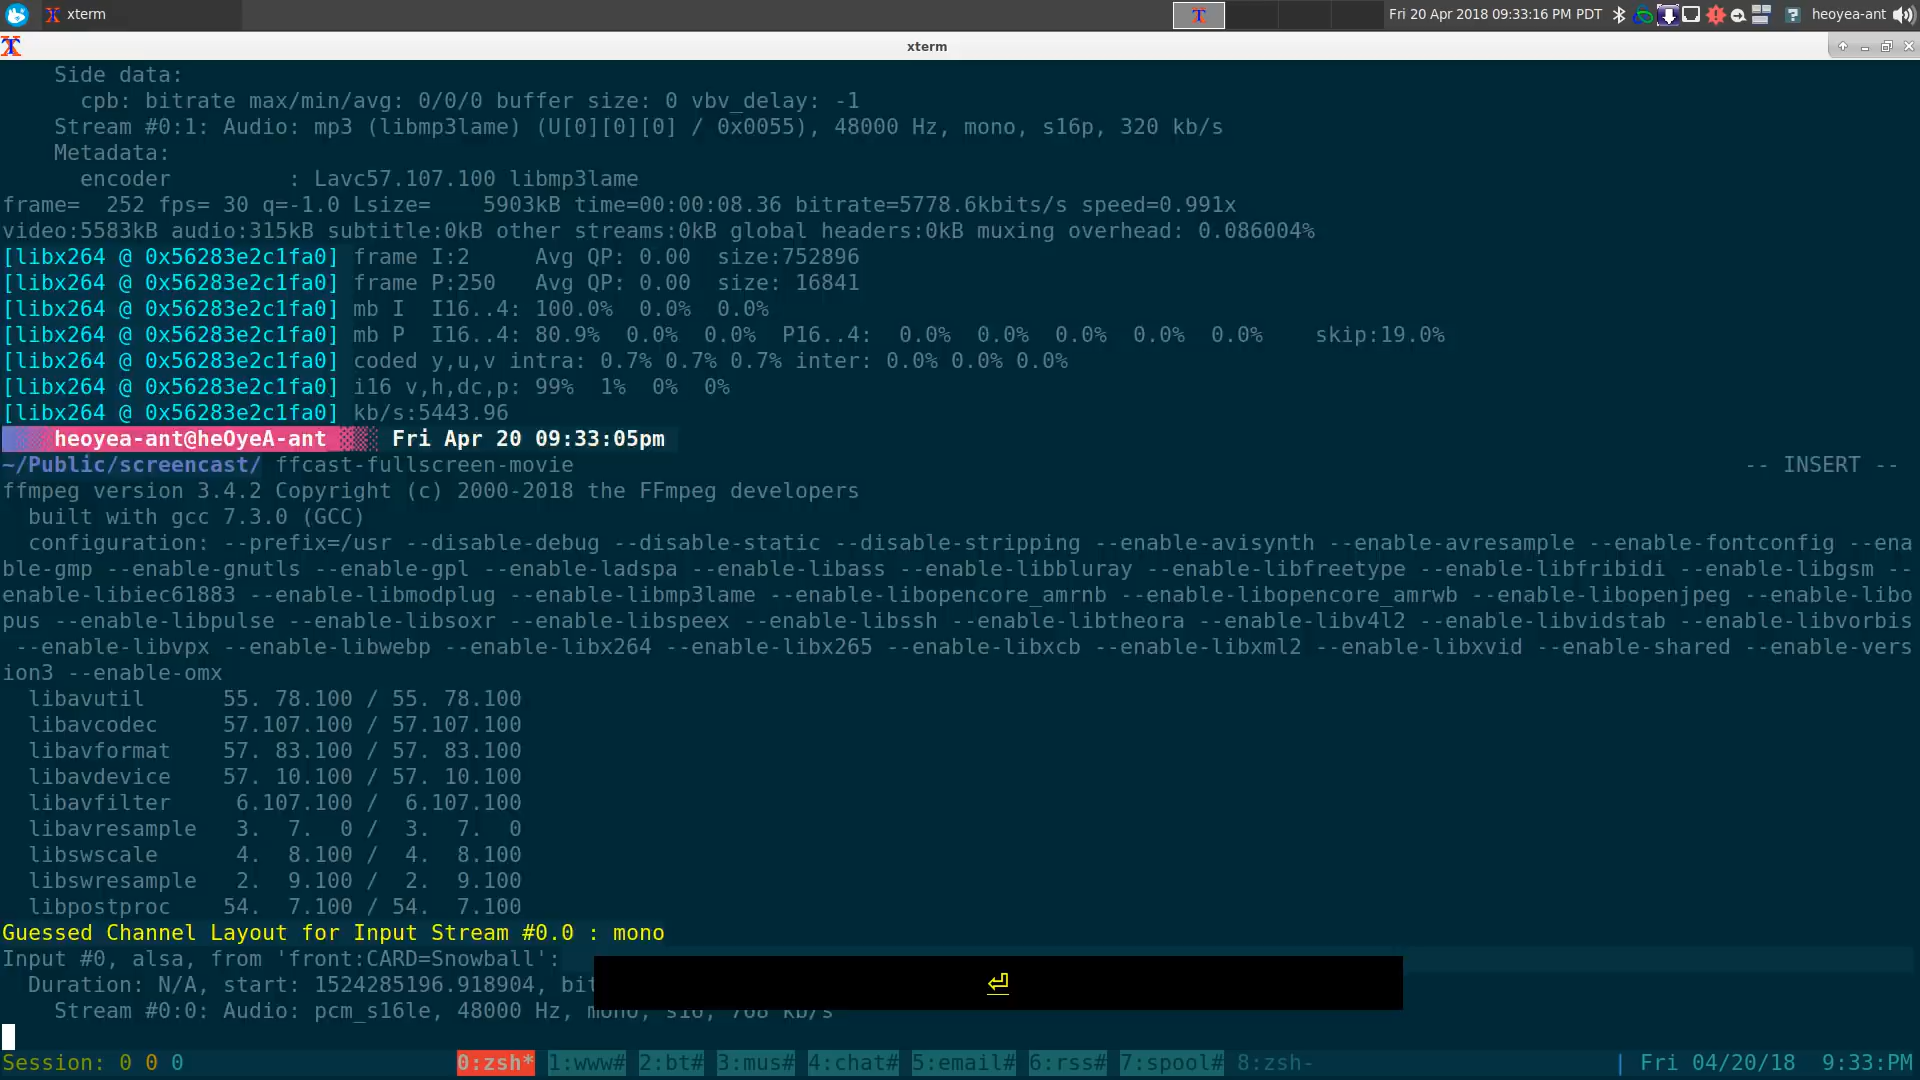 xterm
Fri 20 Apr 2018 09:33:16 PM PDT
heoyea-ant
xterm
Side data:
cpb: bitrate max/min/avg: 0/0/0 buffer size: 0 vbv_delay: -1
Stream #0:1: Audio: mp3 (libmp3lame) (U[0][0][0] / 0x0055), 48000 Hz, mono, s16p, 320 kb/s
Metadata:
encoder         : Lavc57.107.100 libmp3lame
frame=  252 fps= 30 q=-1.0 Lsize=    5903kB time=00:00:08.36 bitrate=5778.6kbits/s speed=0.991x
video:5583kB audio:315kB subtitle:0kB other streams:0kB global headers:0kB muxing overhead: 0.086004%
[libx264 @ 0x56283e2c1fa0] frame I:2     Avg QP: 0.00  size:752896
[libx264 @ 0x56283e2c1fa0] frame P:250   Avg QP: 0.00  size: 16841
[libx264 @ 0x56283e2c1fa0] mb I  I16..4: 100.0%  0.0%  0.0%
[libx264 @ 0x56283e2c1fa0] mb P  I16..4: 80.9%  0.0%  0.0%  P16..4:  0.0%  0.0%  0.0%  0.0%  0.0%    skip:19.0%
[libx264 @ 0x56283e2c1fa0] coded y,u,v intra: 0.7% 0.7% 0.7% inter: 0.0% 0.0% 0.0%
[libx264 @ 0x56283e2c1fa0] i16 v,h,dc,p: 99%  1%  0%  0%
[libx264 @ 0x56283e2c1fa0] kb/s:5443.96
heoyea-ant@heOyeA-ant Fri Apr 20 09:33:05pm
~/Public/screencast/ ffcast-fullscreen-movie -- INSERT --
ffmpeg version 3.4.2 Copyright (c) 2000-2018 the FFmpeg developers
built with gcc 7.3.0 (GCC)
configuration: --prefix=/usr --disable-debug --disable-static --disable-stripping --enable-avisynth --enable-avresample --enable-fontconfig --ena
ble-gmp --enable-gnutls --enable-gpl --enable-ladspa --enable-libass --enable-libbluray --enable-libfreetype --enable-libfribidi --enable-libgsm --
enable-libiec61883 --enable-libmodplug --enable-libmp3lame --enable-libopencore_amrnb --enable-libopencore_amrwb --enable-libopenjpeg --enable-libo
pus --enable-libpulse --enable-libsoxr --enable-libspeex --enable-libssh --enable-libtheora --enable-libv4l2 --enable-libvidstab --enable-libvorbis
--enable-libvpx --enable-libwebp --enable-libx264 --enable-libx265 --enable-libxcb --enable-libxml2 --enable-libxvid --enable-shared --enable-vers
ion3 --enable-omx
libavutil      55. 78.100 / 55. 78.100
libavcodec     57.107.100 / 57.107.100
libavformat    57. 83.100 / 57. 83.100
libavdevice    57. 10.100 / 57. 10.100
libavfilter     6.107.100 /  6.107.100
libavresample   3.  7.  0 /  3.  7.  0
libswscale      4.  8.100 /  4.  8.100
libswresample   2.  9.100 /  2.  9.100
libpostproc    54.  7.100 / 54.  7.100
Guessed Channel Layout for Input Stream #0.0 : mono
Input #0, alsa, from 'front:CARD=Snowball':
Duration: N/A, start: 1524285196.918904, bit
Stream #0:0: Audio: pcm_s16le, 48000 Hz, mono, s16, 768 kb/s
Session: 0 0 0 0:zsh* 1:www# 2:bt# 3:mus# 4:chat# 5:email# 6:rss# 7:spool# 8:zsh- | Fri 04/20/18  9:33:PM